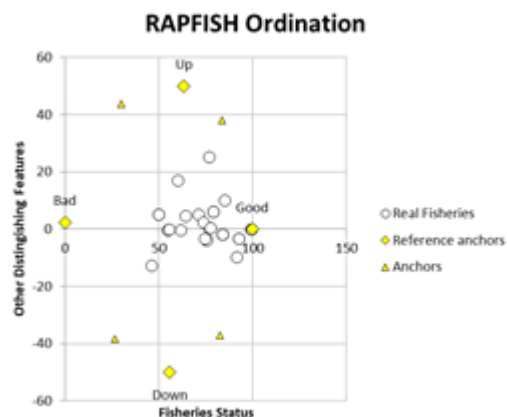 RAPFISH Ordination
60
Up
40
20
Bad
Good
0
0
50
100
150
-20
-40
-60
Down
Other Distingishing Features
Fisheries Status
Real Fisheries
Reference anchors
Anchors